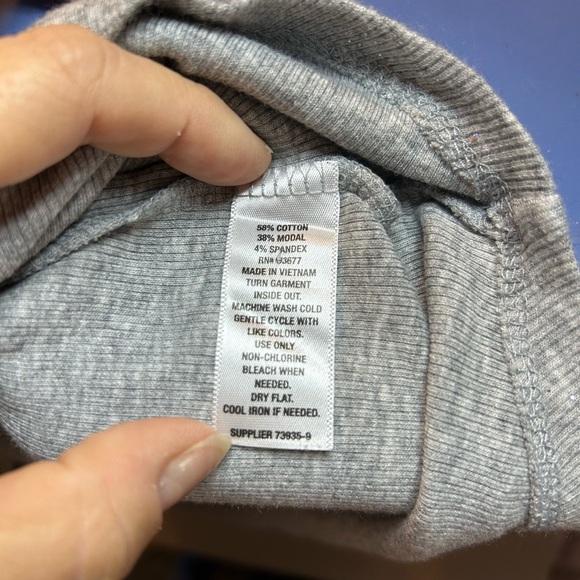 58% COTTON
38% MODAL
4% SPANDEX
RN#
MADE IN VIETNAM
TURN GARMENT
INSIDE OUT.
MACHINE WASH COLD
GENTLE CYCLE WITH
LIKE COLORS.
USE ONLY
NON-CHLORINE
BLEACH WHEN
NEEDED.
DRY FLAT.
COOL IRON IF NEEDED.
SUPPLIER 73935-9